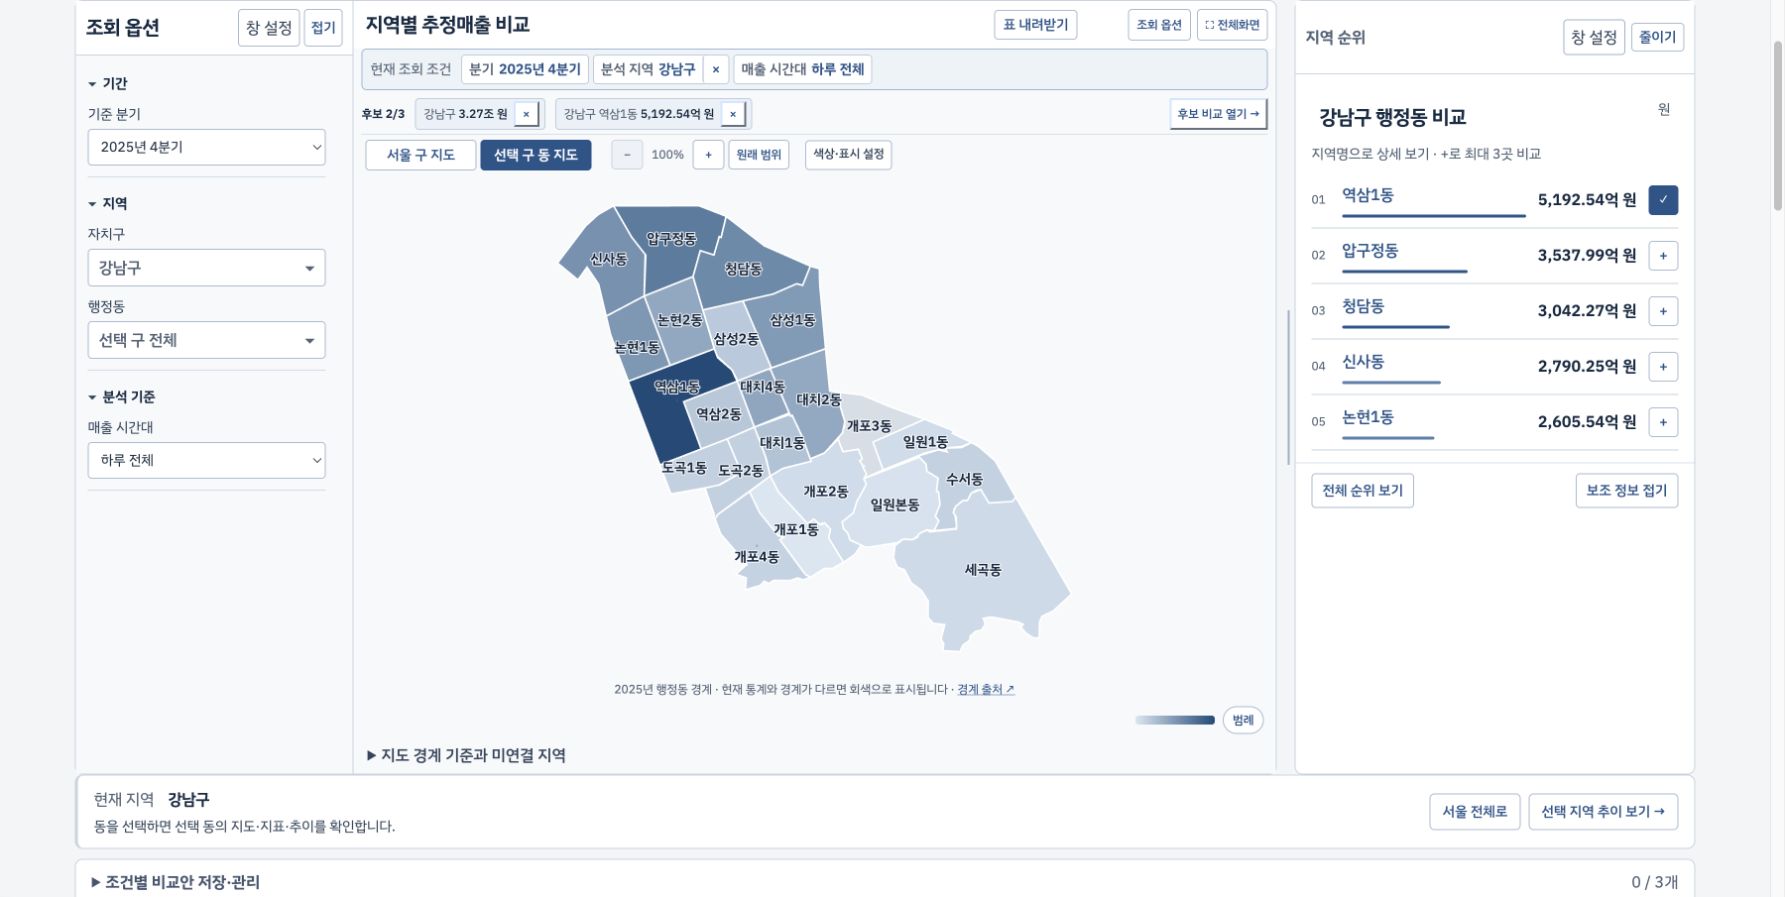 조회 옵션
창 설정
접기
▼ 기간
기준 분기
2025년 4분기
▼ 지역
자치구
강남구
행정동
선택 구 전체
▼ 분석 기준
매출 시간대
하루 전체
지역별 추정매출 비교
표 내려받기
조회 옵션
전체화면
현재 조회 조건 분기 2025년 4분기 분석 지역 강남구 × 매출 시간대 하루 전체
후보 2/3 강남구 3.27조 원 × 강남구 역삼1동 5,192.54억 원 × 후보 비교 열기 →
서울 구 지도 선택 구 동 지도 − 100% + 원래 범위 색상·표시 설정
압구정동
신사동
청담동
논현2동
삼성1동
삼성2동
논현1동
역삼1동
대치4동
대치2동
역삼2동
개포3동
대치1동
일원1동
도곡1동
도곡2동
수서동
개포2동
일원본동
개포1동
개포4동
세곡동
2025년 행정동 경계 · 현재 통계와 경계가 다르면 회색으로 표시됩니다 · 경계 출처 ↗
범례
▶ 지도 경계 기준과 미연결 지역
지역 순위
창 설정
줄이기
강남구 행정동 비교
원
지역명으로 상세 보기 · +로 최대 3곳 비교
01 역삼1동 5,192.54억 원 ✓
02 압구정동 3,537.99억 원 +
03 청담동 3,042.27억 원 +
04 신사동 2,790.25억 원 +
05 논현1동 2,605.54억 원 +
전체 순위 보기
보조 정보 접기
현재 지역 강남구
동을 선택하면 선택 동의 지도·지표·추이를 확인합니다.
서울 전체로
선택 지역 추이 보기 →
▶ 조건별 비교안 저장·관리
0 / 3개